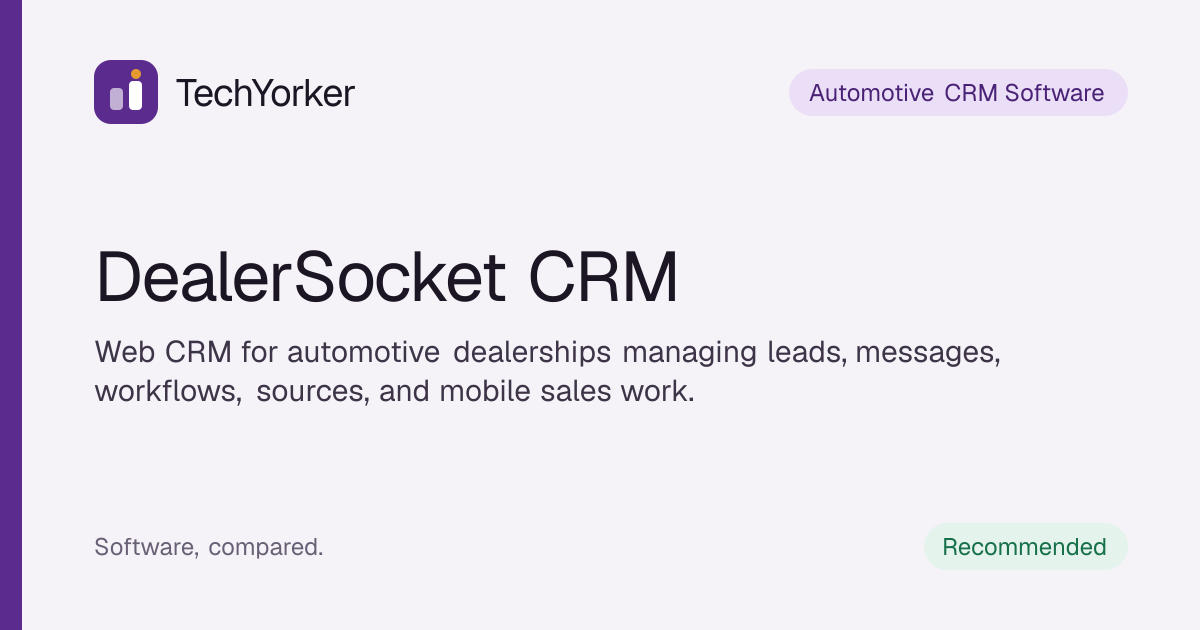 TechYorker
Automotive CRM Software
DealerSocket CRM
Web CRM for automotive dealerships managing leads, messages,
workflows, sources, and mobile sales work.
Software, compared.
Recommended